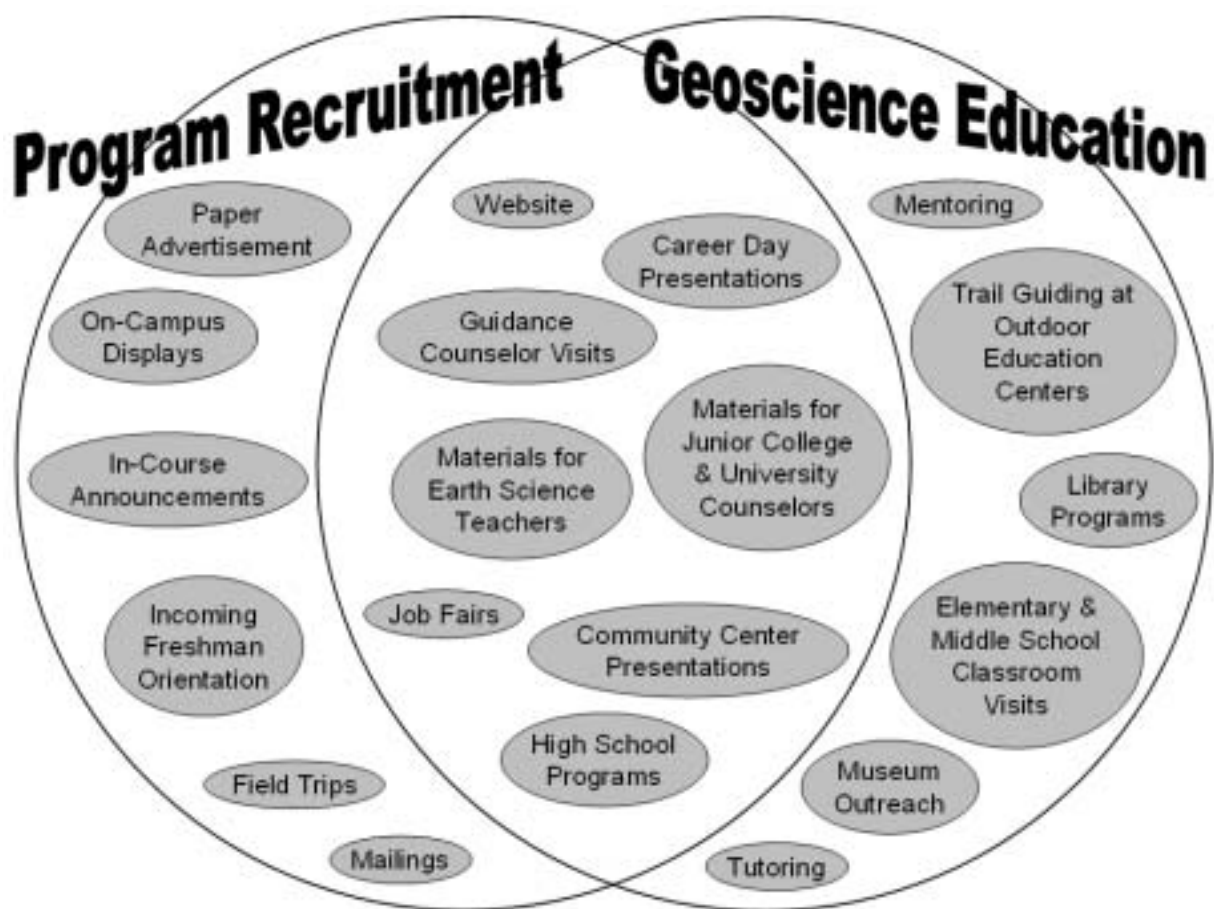 Program Recruitment
Geoscience Education
Paper
Advertisement
On-Campus
Displays
In-Course
Announcements
Incoming
Freshman
Orientation
Field Trips
Mailings
Website
Career Day
Presentations
Guidance
Counselor Visits
Materials for
Junior College
& University
Counselors
Materials for
Earth Science
Teachers
Job Fairs
Community Center
Presentations
High School
Programs
Mentoring
Trail Guiding at
Outdoor
Education
Centers
Library
Programs
Elementary &
Middle School
Classroom
Visits
Museum
Outreach
Tutoring